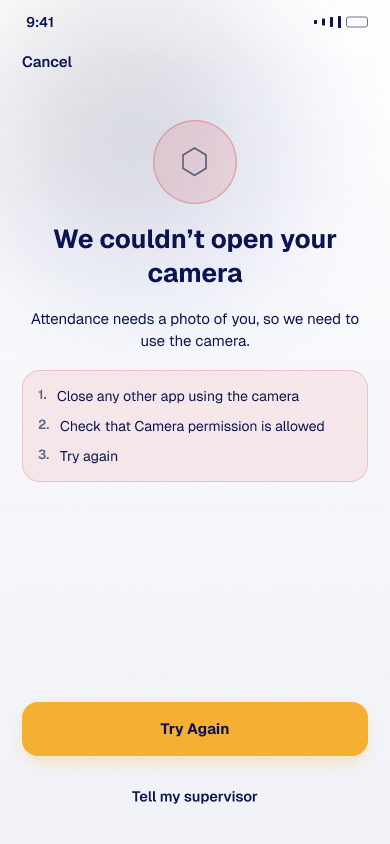 9:41
Cancel
We couldn’t open your
camera
Attendance needs a photo of you, so we need to
use the camera.
1. Close any other app using the camera
2. Check that Camera permission is allowed
3. Try again
Try Again
Tell my supervisor